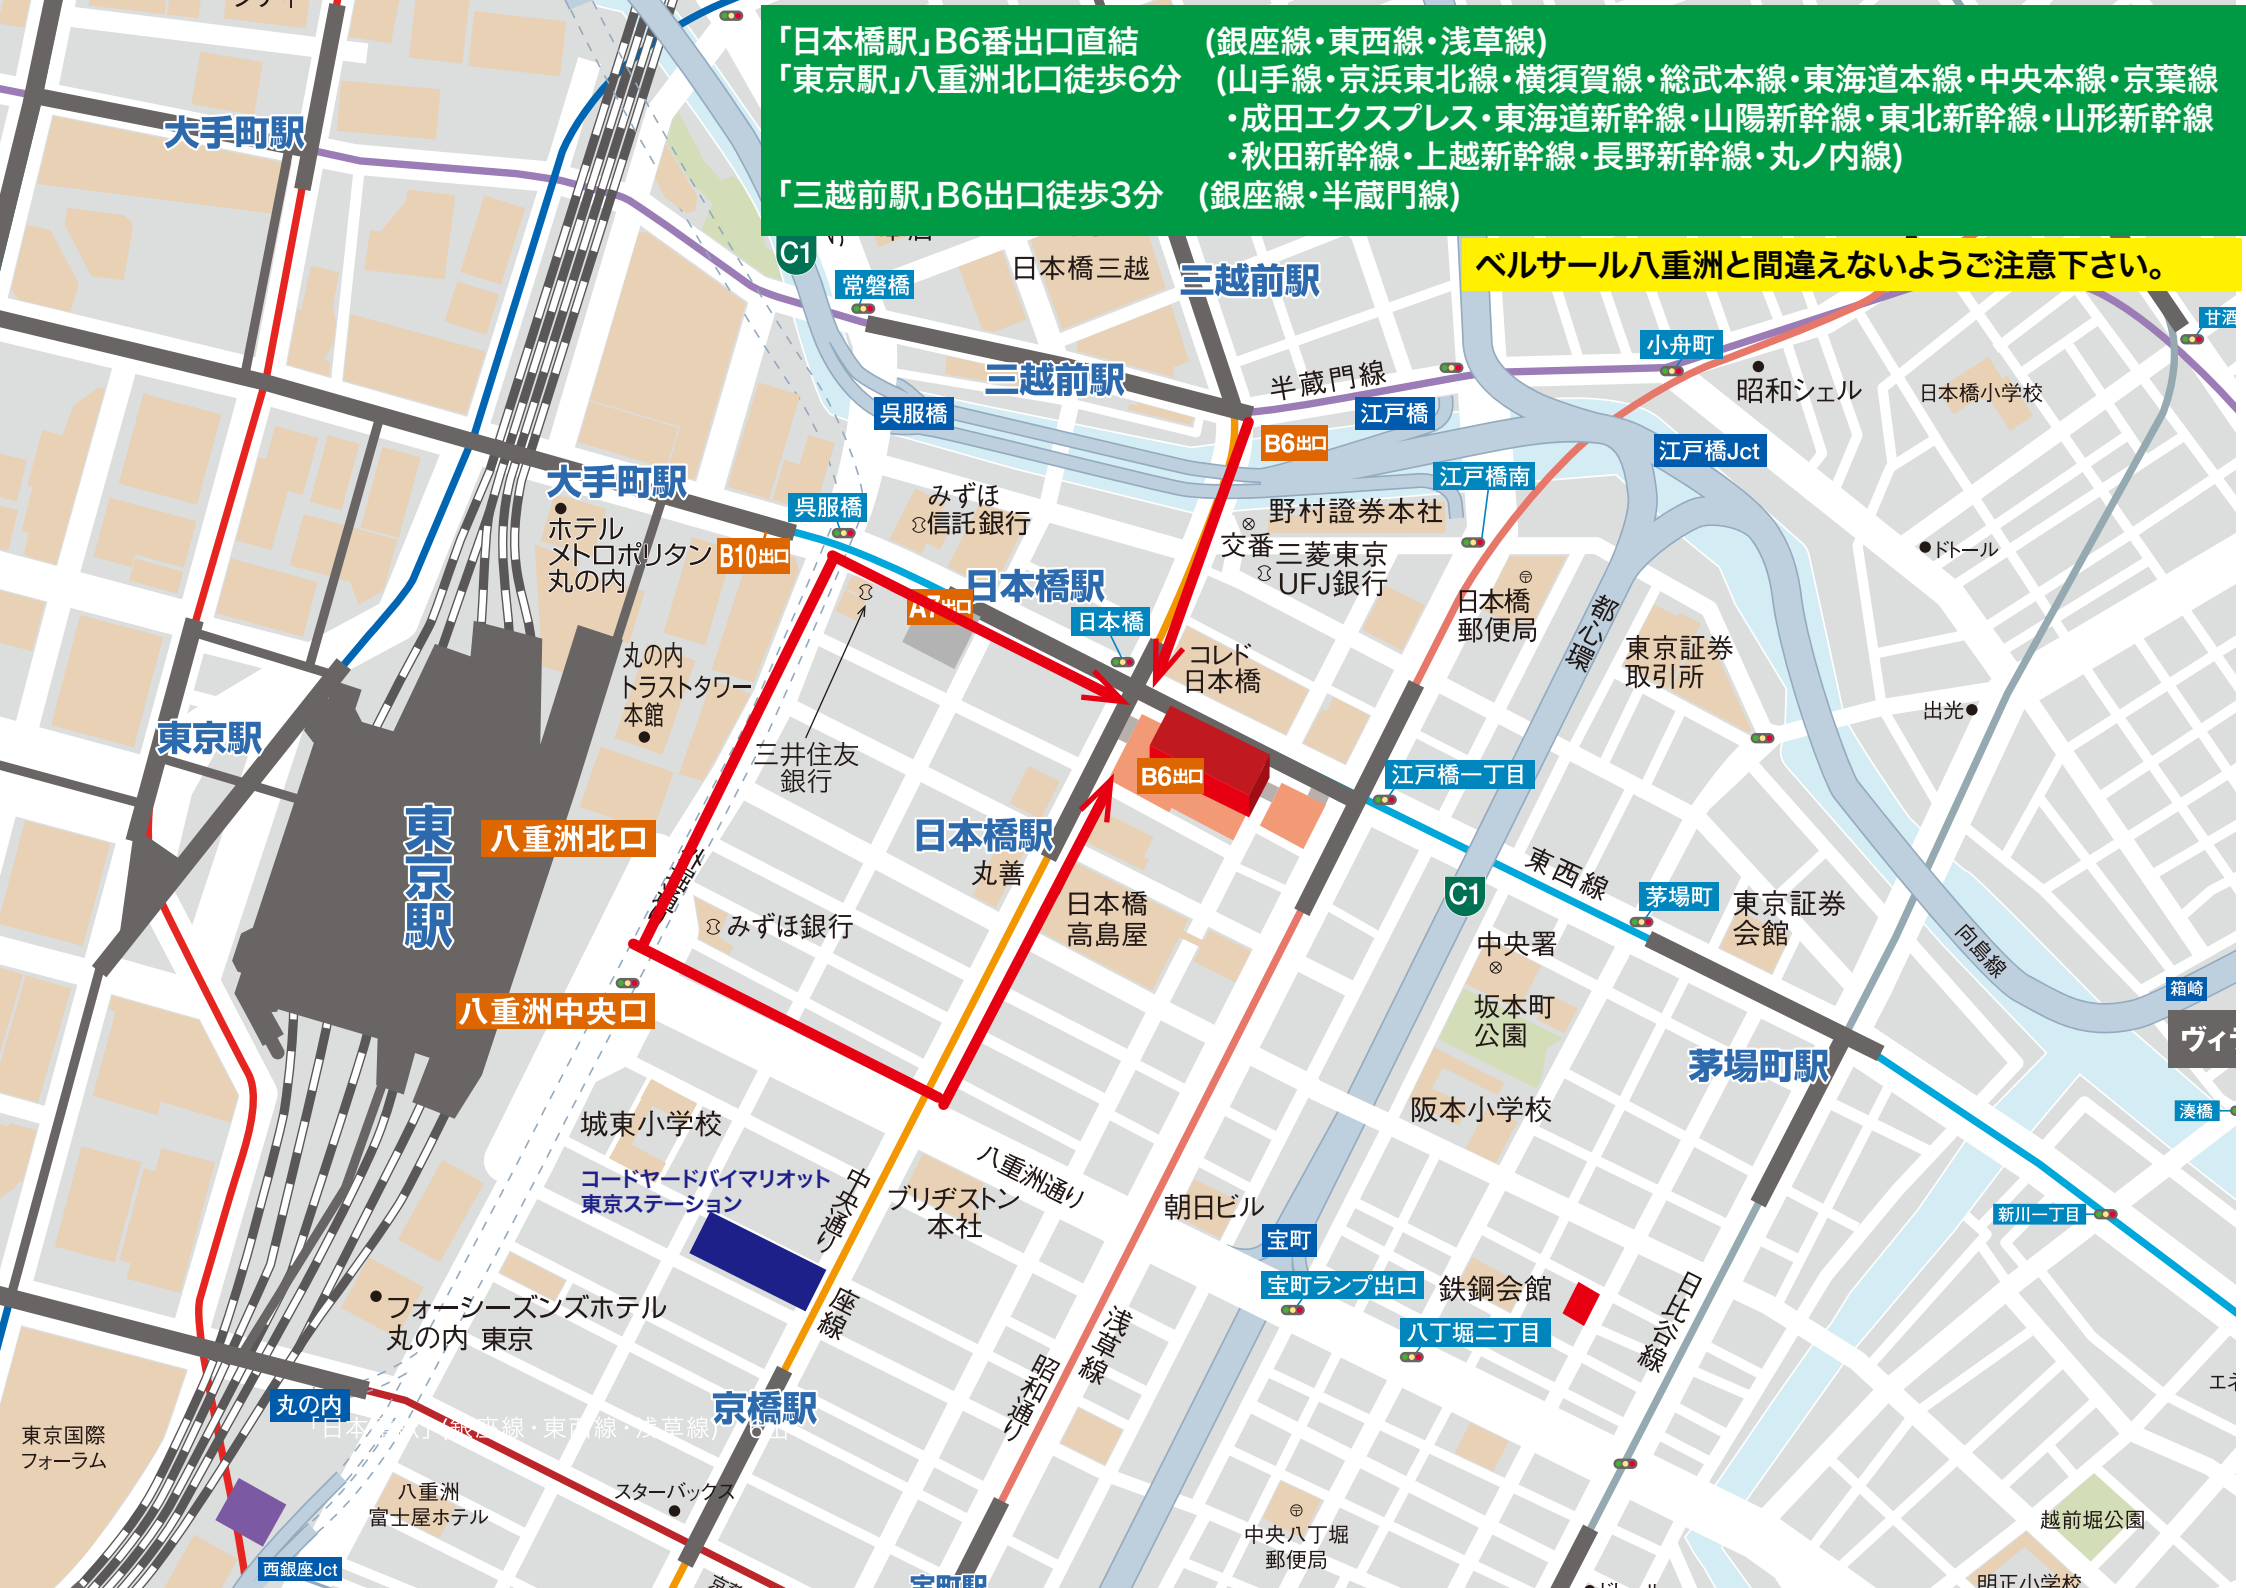 「日本橋駅」B6番出口直結 (銀座線・東西線・浅草線)
「東京駅」八重洲北口徒歩6分 (山手線・京浜東北線・横須賀線・総武本線・東海道本線・中央本線・京葉線
・成田エクスプレス・東海道新幹線・山陽新幹線・東北新幹線・山形新幹線
・秋田新幹線・上越新幹線・長野新幹線・丸ノ内線)
「三越前駅」B6出口徒歩3分 (銀座線・半蔵門線)
ベルサール八重洲と間違えないようご注意下さい。
大手町駅
C1
常磐橋
日本橋三越
三越前駅
甘酒
小舟町
三越前駅
半蔵門線
昭和シェル
日本橋小学校
呉服橋
江戸橋
B6出口
江戸橋Jct
大手町駅
江戸橋南
ホテル
メトロポリタン
丸の内
B10出口
呉服橋
みずほ
信託銀行
野村證券本社
交番
三菱東京
UFJ銀行
ドトール
日本橋駅
A7出口
日本橋
日本橋
郵便局
都心環
東京証券
取引所
コレド
日本橋
丸の内
トラストタワー
本館
出光
東京駅
三井住友
銀行
B6出口
江戸橋一丁目
東京駅
八重洲北口
日本橋駅
丸善
東西線
C1
茅場町
東京証券
会館
みずほ銀行
日本橋
高島屋
中央署
向島線
箱崎
八重洲中央口
坂本町
公園
茅場町駅
城東小学校
阪本小学校
湊橋
コードヤードバイマリオット
東京ステーション
中央通り
ブリヂストン
本社
八重洲通り
朝日ビル
新川一丁目
宝町
宝町ランプ出口
鉄鋼会館
八丁堀二丁目
日比谷線
フォーシーズンズホテル
丸の内 東京
座線
浅草線
昭和通り
丸の内
京橋駅
東京国際
フォーラム
八重洲
富士屋ホテル
スターバックス
中央八丁堀
郵便局
越前堀公園
西銀座Jct
宝町駅
明正小学校